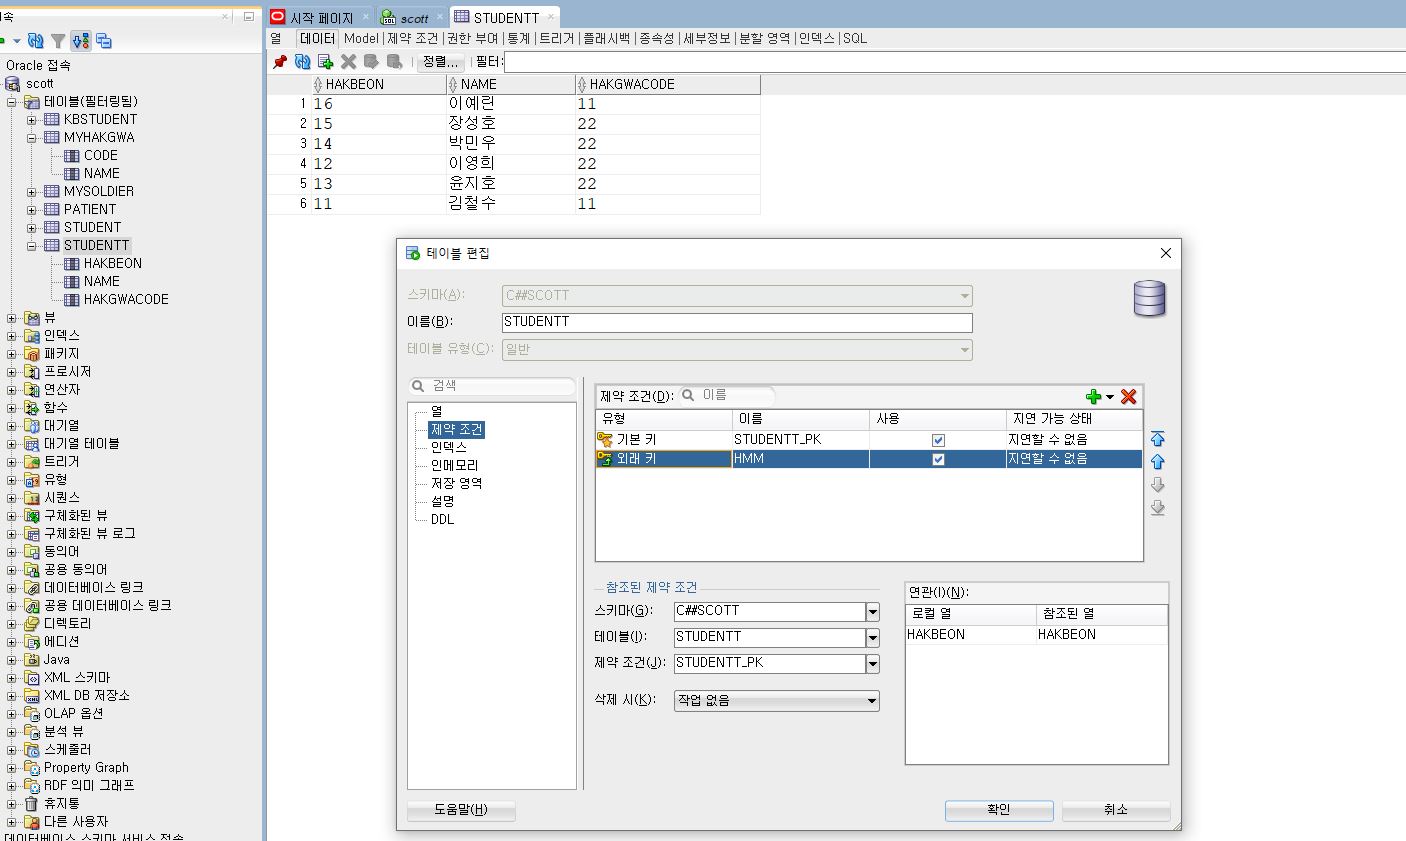 속
시작 페이지
scott
STUDENTT
열 데이터 Model 제약 조건 권한 부여 통계 트리거 플래시백 종속성 세부정보 분할 영역 인덱스 SQL
정렬... 필터:
Oracle 접속
scott
테이블(필터링됨)
KBSTUDENT
MYHAKGWA
CODE
NAME
MYSOLDIER
PATIENT
STUDENT
STUDENTT
HAKBEON
NAME
HAKGWACODE
뷰
인덱스
패키지
프로시저
연산자
함수
대기열
대기열 테이블
트리거
유형
시퀀스
구체화된 뷰
구체화된 뷰 로그
동의어
공용 동의어
데이터베이스 링크
공용 데이터베이스 링크
디렉토리
에디션
Java
XML 스키마
XML DB 저장소
OLAP 옵션
분석 뷰
스케줄러
Property Graph
RDF 의미 그래프
휴지통
다른 사용자
데이터베이스 스키마 서비스 접속
HAKBEON NAME HAKGWACODE
1 16 이예린 11
2 15 장성호 22
3 14 박민우 22
4 12 이영희 22
5 13 윤지호 22
6 11 김철수 11
테이블 편집
스키마(A): C##SCOTT
이름(B): STUDENTT
테이블 유형(C): 일반
검색
열
제약 조건
인덱스
인메모리
저장 영역
설명
DDL
제약 조건(D): 이름
유형 이름 사용 지연 가능 상태
기본 키 STUDENTT_PK 지연할 수 없음
외래 키 HMM 지연할 수 없음
참조된 제약 조건
스키마(G): C##SCOTT
테이블(I): STUDENTT
제약 조건(J): STUDENTT_PK
삭제 시(K): 작업 없음
연관(I)(N):
로컬 열 참조된 열
HAKBEON HAKBEON
도움말(H) 확인 취소